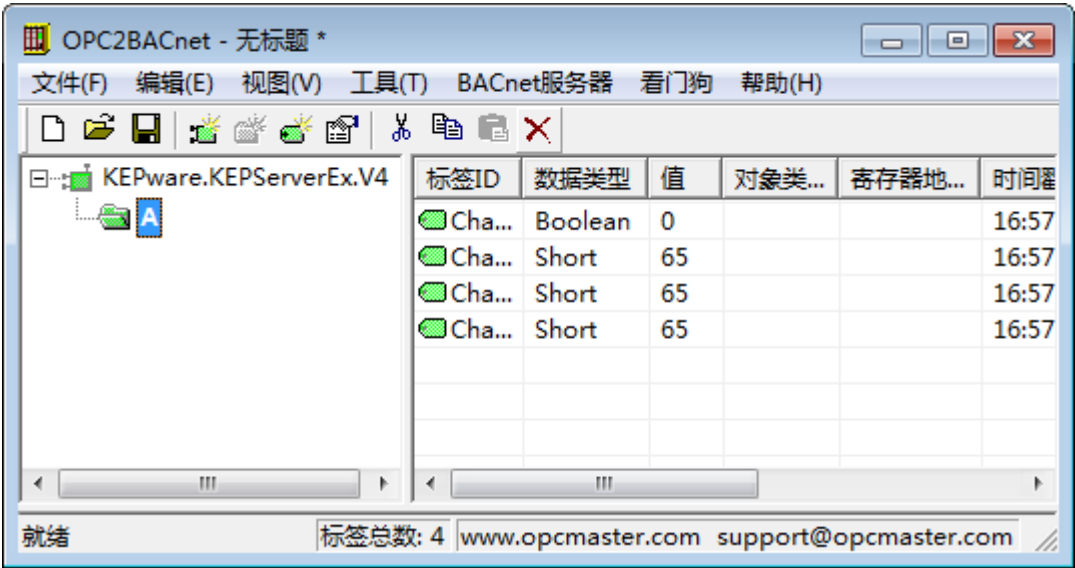 OPC2BACnet - 无标题 *
文件(F) 编辑(E) 视图(V) 工具(T) BACnet服务器 看门狗 帮助(H)
KEPware.KEPServerEx.V4
A
标签ID 数据类型 值 对象类... 寄存器地... 时间戳
Cha... Boolean 0 16:57
Cha... Short 65 16:57
Cha... Short 65 16:57
Cha... Short 65 16:57
就绪 标签总数: 4 www.opcmaster.com support@opcmaster.com